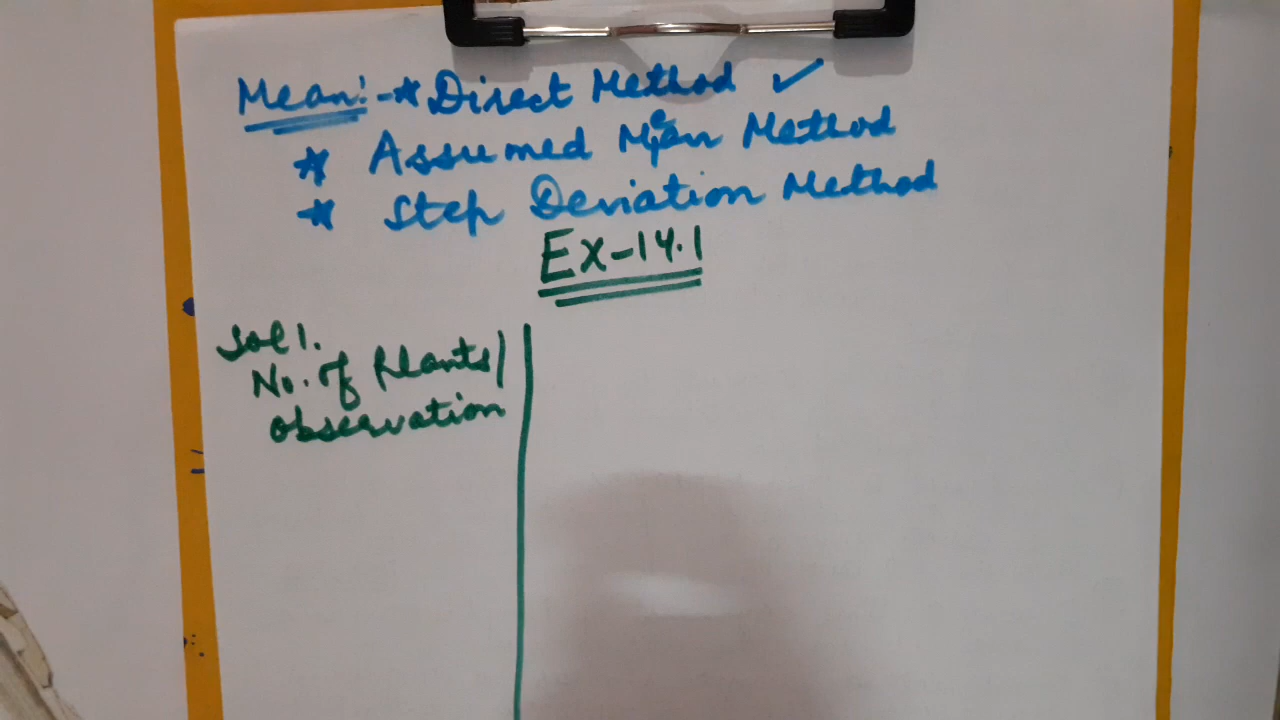 Mean:-* Direct Method ✓
* Assumed Mean Method
* Step Deviation Method
Ex-14.1
Sol 1.
No. of Plants/
observation